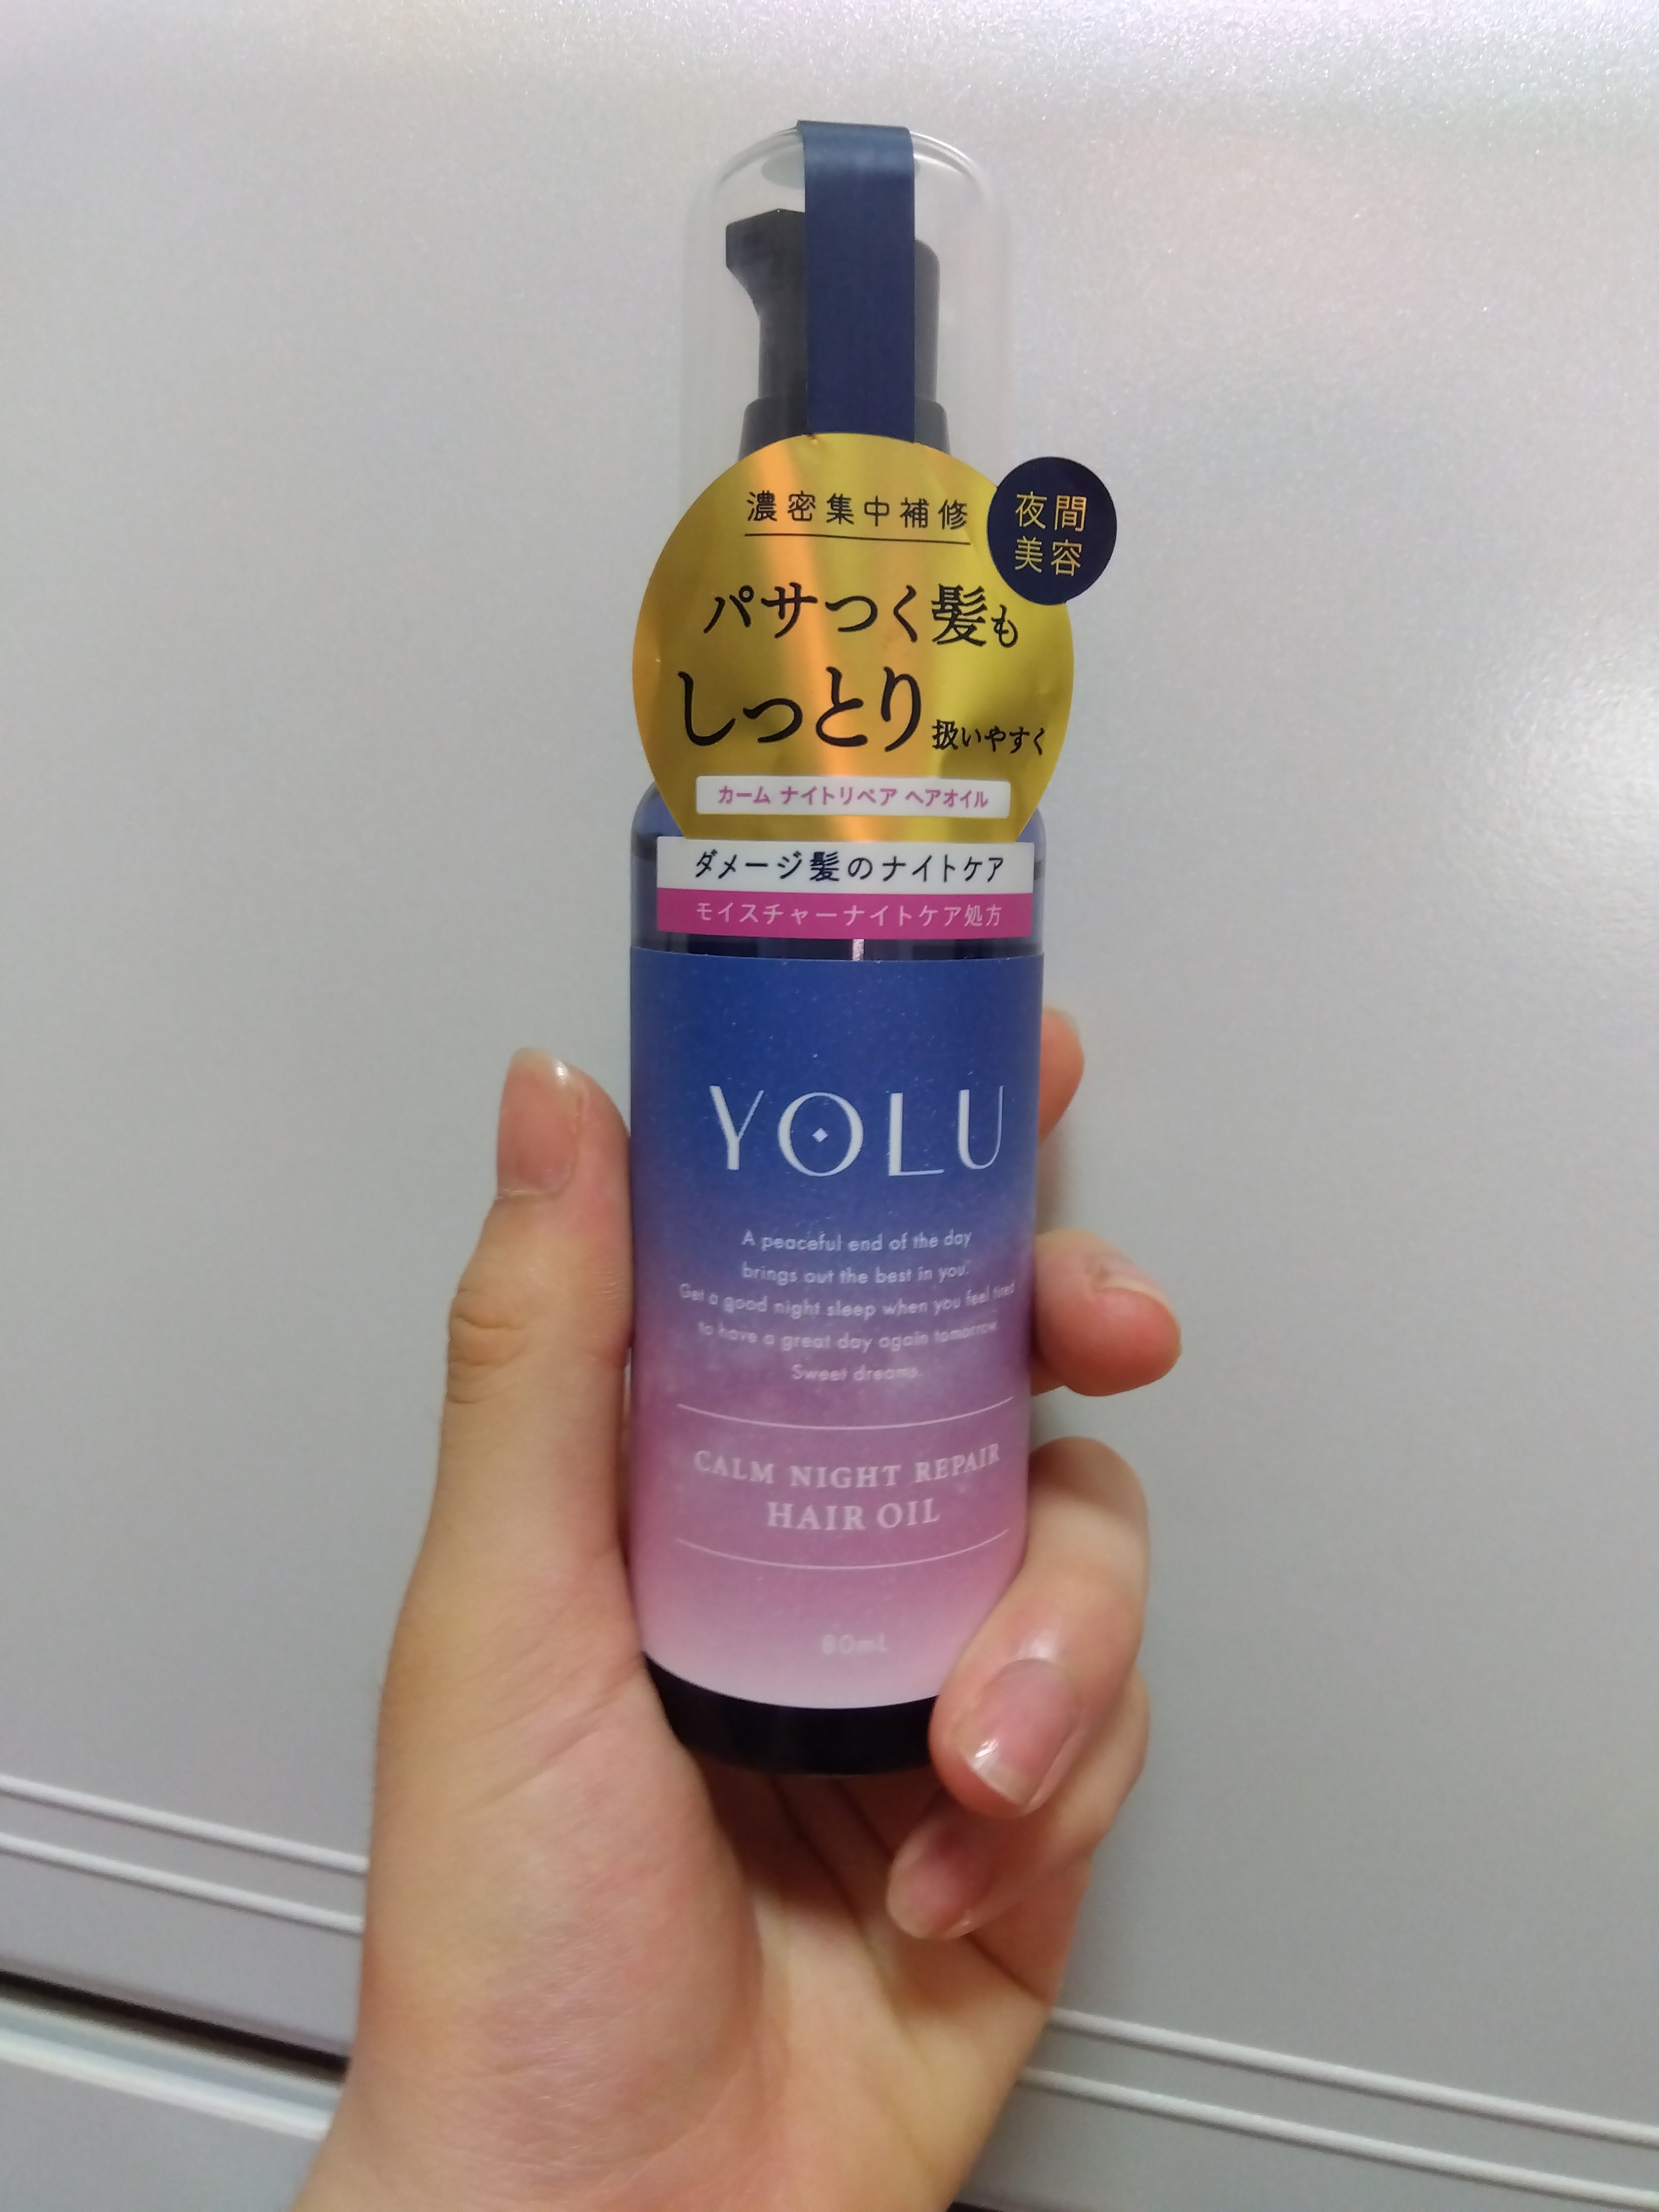 濃密集中補修
夜間
美容
パサつく髪も
しっとり扱いやすく
カーム ナイトリペア ヘアオイル
ダメージ髪のナイトケア
モイスチャーナイトケア処方
YOLU
A peaceful end of the day
brings out the best in you.
Get a good night sleep when you feel tired
to have a great day again tomorrow.
Sweet dreams.
CALM NIGHT REPAIR
HAIR OIL
80mL